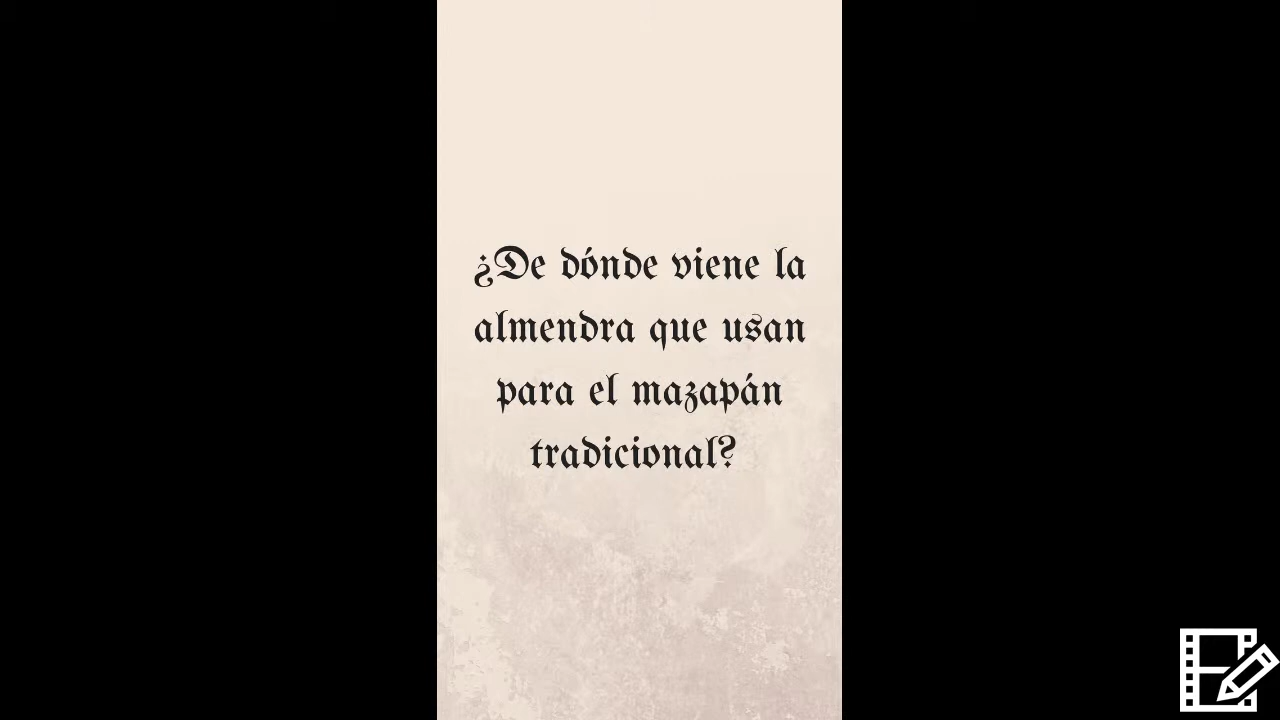 ¿De dónde viene la
almendra que usan
para el mazapán
tradicional?